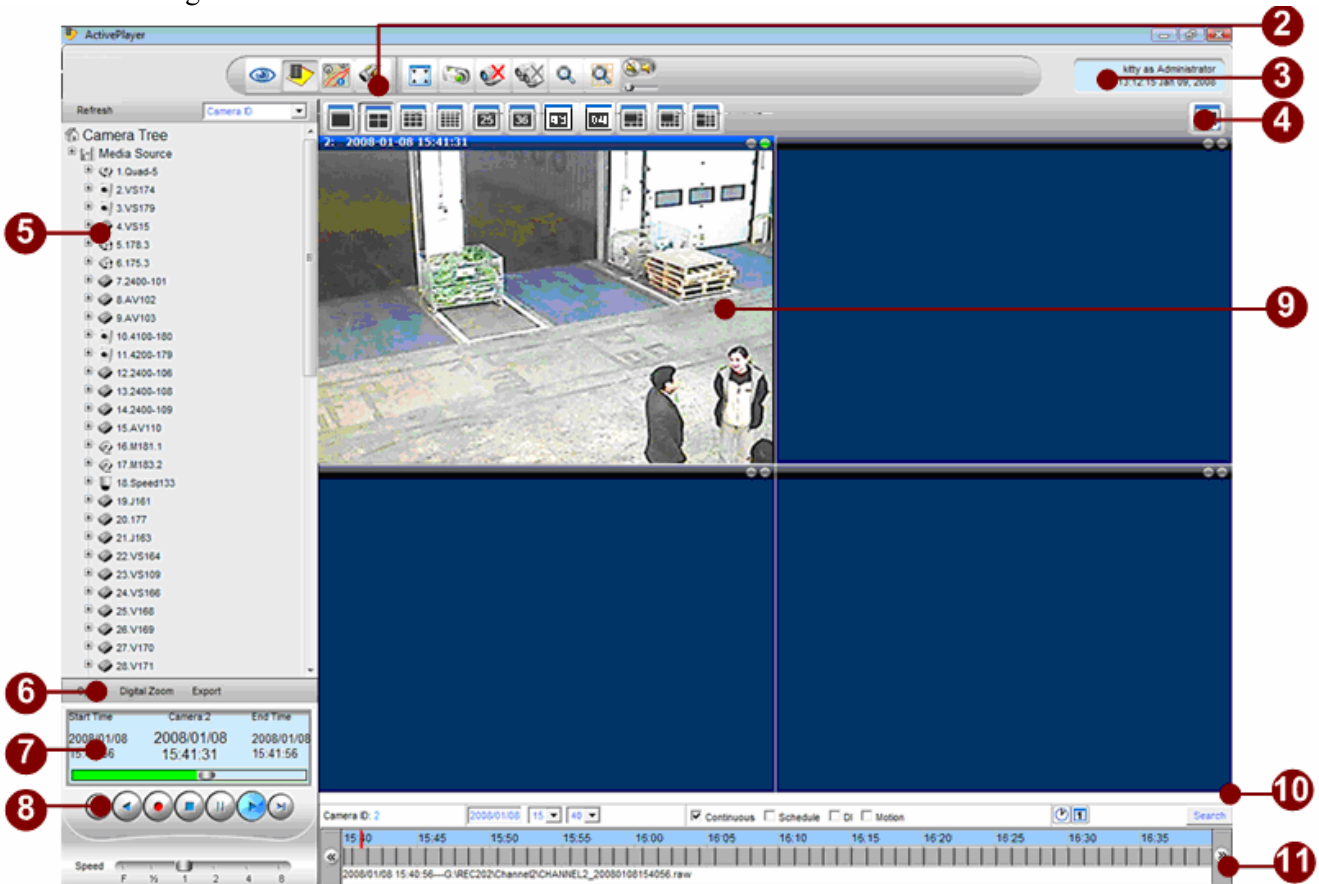 ActivePlayer
2
kitty as Administrator
13:12:15 Jan 09, 2008
3
Refresh
Camera ID
25
36
4
Camera Tree
Media Source
1.Quad-5
2.VS174
3.VS179
4.VS15
5
5.178.3
6.175.3
7.2400-101
8.AV102
9.AV103
10.4100-180
11.4200-179
12.2400-106
13.2400-108
14.2400-109
15.AV110
16.M181.1
17.M183.2
18.Speed133
19.J161
20.177
21.J163
22.VS164
23.VS109
24.VS166
25.V168
26.V169
27.V170
28.V171
2: 2008-01-08 15:41:31
9
6
Digital Zoom Export
Start Time Camera:2 End Time
2008/01/08 2008/01/08 2008/01/08
15:41:31 15:41:56
7
8
Speed
F ½ 1 2 4 8
10
Camera ID: 2 2008/01/08 15 40 Continuous Schedule DI Motion 1 Search
15:40 15:45 15:50 15:55 16:00 16:05 16:10 16:15 16:20 16:25 16:30 16:35
11
2008/01/08 15:40:56---G:\REC202\Channel2\CHANNEL2_20080108154056.raw